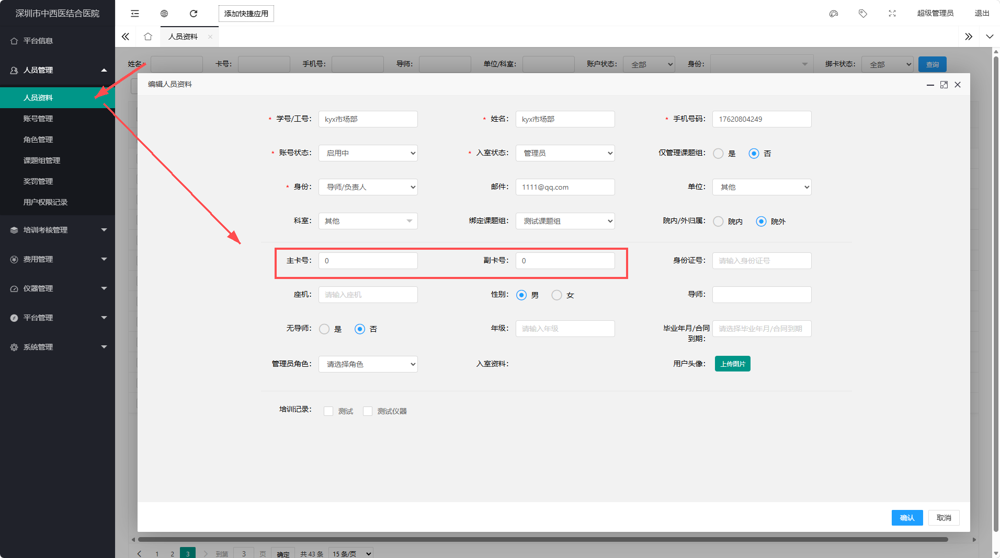 深圳市中西医结合医院
添加快捷应用
超级管理员
退出
人员资料
平台信息
人员管理
人员资料
账号管理
角色管理
课题组管理
奖罚管理
用户权限记录
培训考核管理
费用管理
仪器管理
平台管理
系统管理
姓名:
卡号:
手机号:
导师:
单位/科室:
账户状态: 全部
身份:
绑卡状态: 全部
查询
编辑人员资料
* 学号/工号: kyx市场部
* 姓名: kyx市场部
* 手机号码: 17620804249
* 账号状态: 启用中
* 入室状态: 管理员
仅管理课题组: 是 否
* 身份: 导师/负责人
邮件: 1111@qq.com
单位: 其他
科室: 其他
绑定课题组: 测试课题组
院内/外归属: 院内 院外
主卡号: 0
副卡号: 0
身份证号: 请输入身份证号
座机: 请输入座机
性别: 男 女
导师:
无导师: 是 否
年级: 请输入年级
毕业年月/合同
到期: 请选择毕业年月/合同到期
管理员角色: 请选择角色
入室资料:
用户头像: 上传图片
培训记录: 测试 测试仪器
确认
取消
1 2 3 到第 3 页 确定 共 43 条 15 条/页